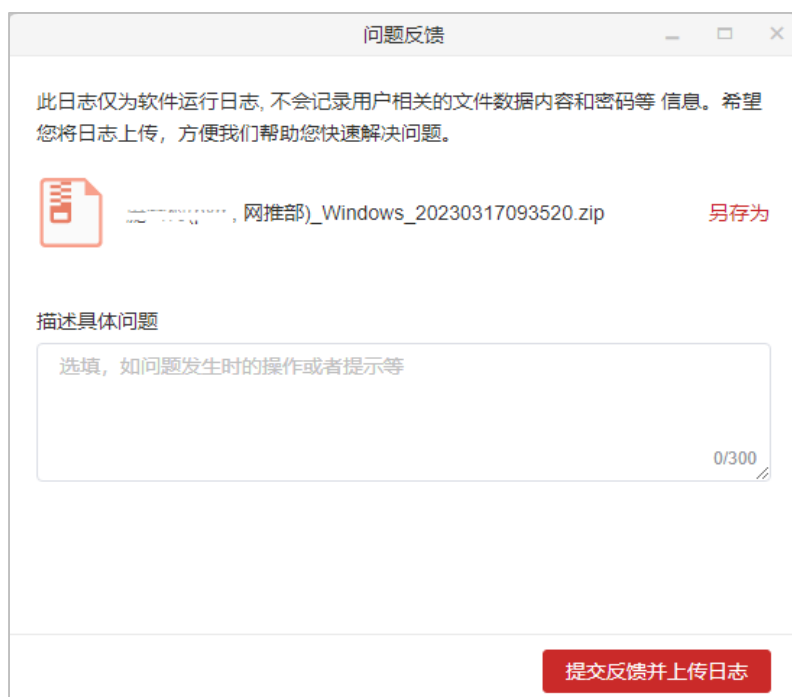 问题反馈
此日志仅为软件运行日志, 不会记录用户相关的文件数据内容和密码等 信息。希望
您将日志上传，方便我们帮助您快速解决问题。
, 网推部)_Windows_20230317093520.zip
另存为
描述具体问题
选填，如问题发生时的操作或者提示等
0/300
提交反馈并上传日志